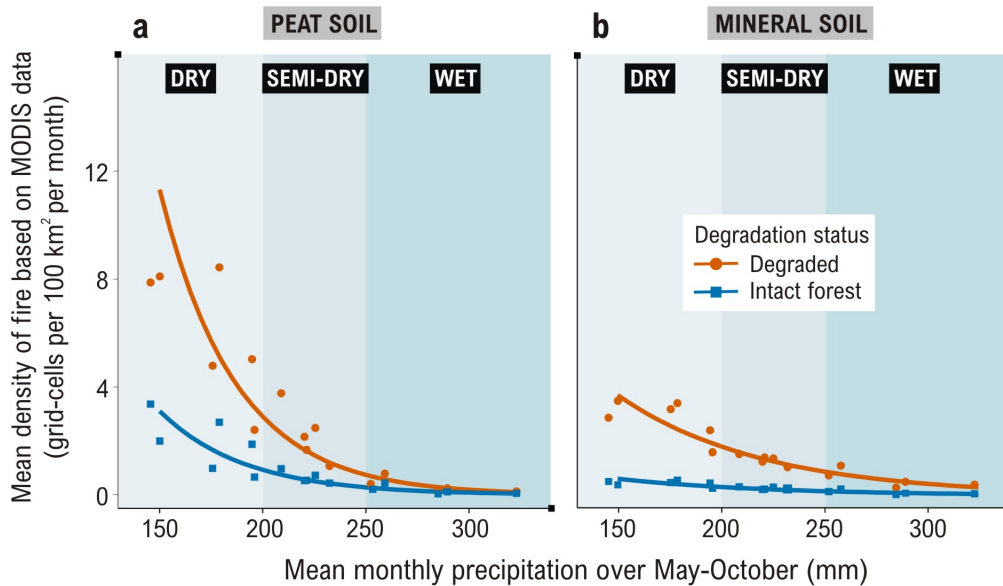 a
PEAT SOIL
b
MINERAL SOIL
DRY
SEMI-DRY
WET
DRY
SEMI-DRY
WET
Mean density of fire based on MODIS data
(grid-cells per 100 km² per month)
12
8
4
0
Degradation status
Degraded
Intact forest
150
200
250
300
150
200
250
300
Mean monthly precipitation over May-October (mm)